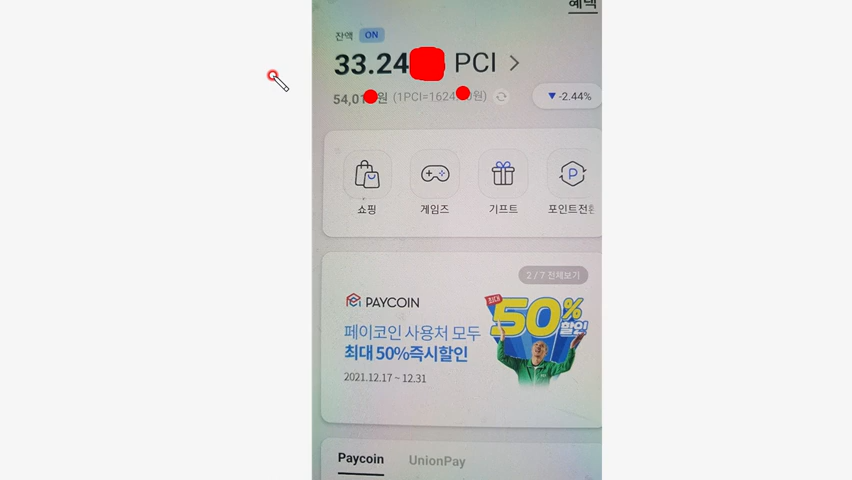 혜택
잔액 ON
33.24 PCI
54,01 원 (1PCI=1624. 원) ▼ -2.44%
쇼핑 게임즈 기프트 포인트전환
2 / 7 전체보기
PAYCOIN
최대 50% 할인!
페이코인 사용처 모두
최대 50%즉시할인
2021.12.17 ~ 12.31
Paycoin UnionPay